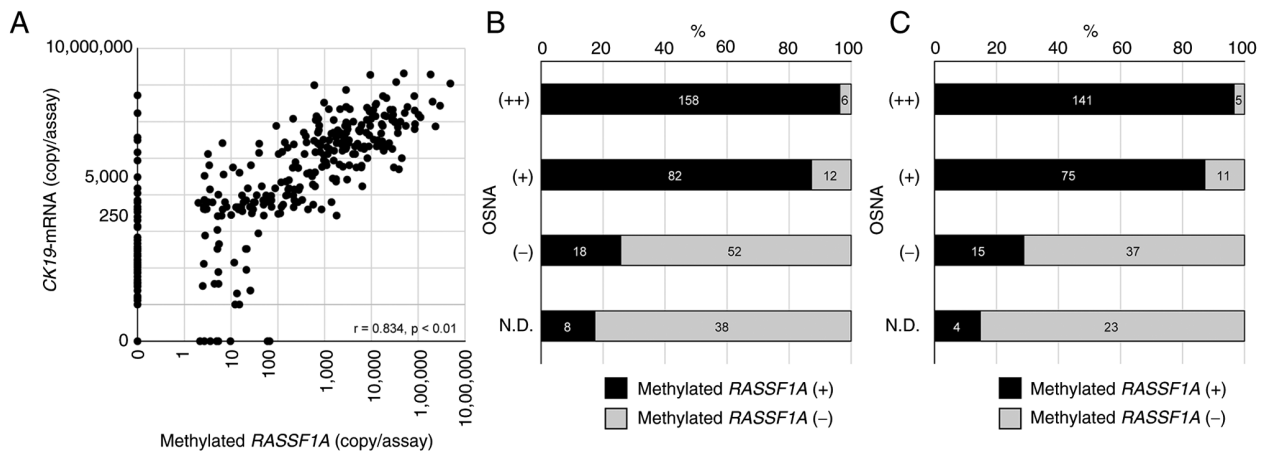 A
CK19-mRNA (copy/assay)
10,000,000
5,000
250
0
r = 0.834, p < 0.01
0
1
10
100
1,000
10,000
1,00,000
10,00,000
Methylated RASSF1A (copy/assay)
B
%
0 20 40 60 80 100
OSNA
(++) 158 6
(+) 82 12
(−) 18 52
N.D. 8 38
Methylated RASSF1A (+)
Methylated RASSF1A (−)
C
%
0 20 40 60 80 100
OSNA
(++) 141 5
(+) 75 11
(−) 15 37
N.D. 4 23
Methylated RASSF1A (+)
Methylated RASSF1A (−)